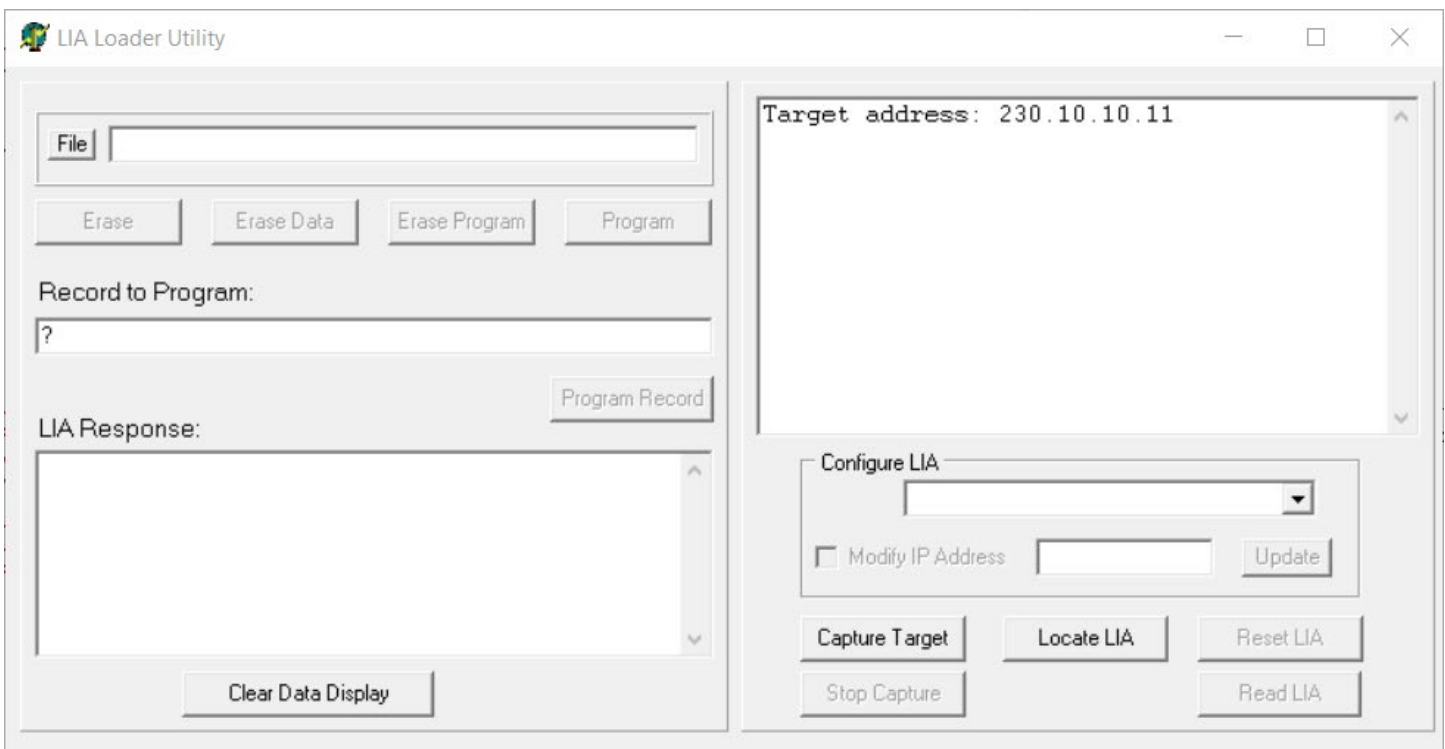 LIA Loader Utility
File
Erase Erase Data Erase Program Program
Record to Program:
?
Program Record
LIA Response:
Clear Data Display
Target address: 230.10.10.11
Configure LIA
Modify IP Address Update
Capture Target Locate LIA Reset LIA
Stop Capture Read LIA